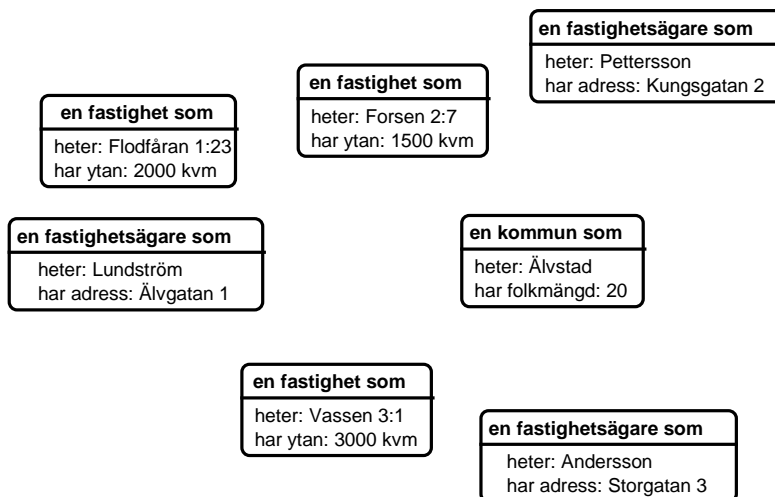 en fastighetsägare som
heter: Pettersson
har adress: Kungsgatan 2
en fastighet som
heter: Forsen 2:7
har ytan: 1500 kvm
en fastighet som
heter: Flodfåran 1:23
har ytan: 2000 kvm
en fastighetsägare som
heter: Lundström
har adress: Älvgatan 1
en kommun som
heter: Älvstad
har folkmängd: 20
en fastighet som
heter: Vassen 3:1
har ytan: 3000 kvm
en fastighetsägare som
heter: Andersson
har adress: Storgatan 3